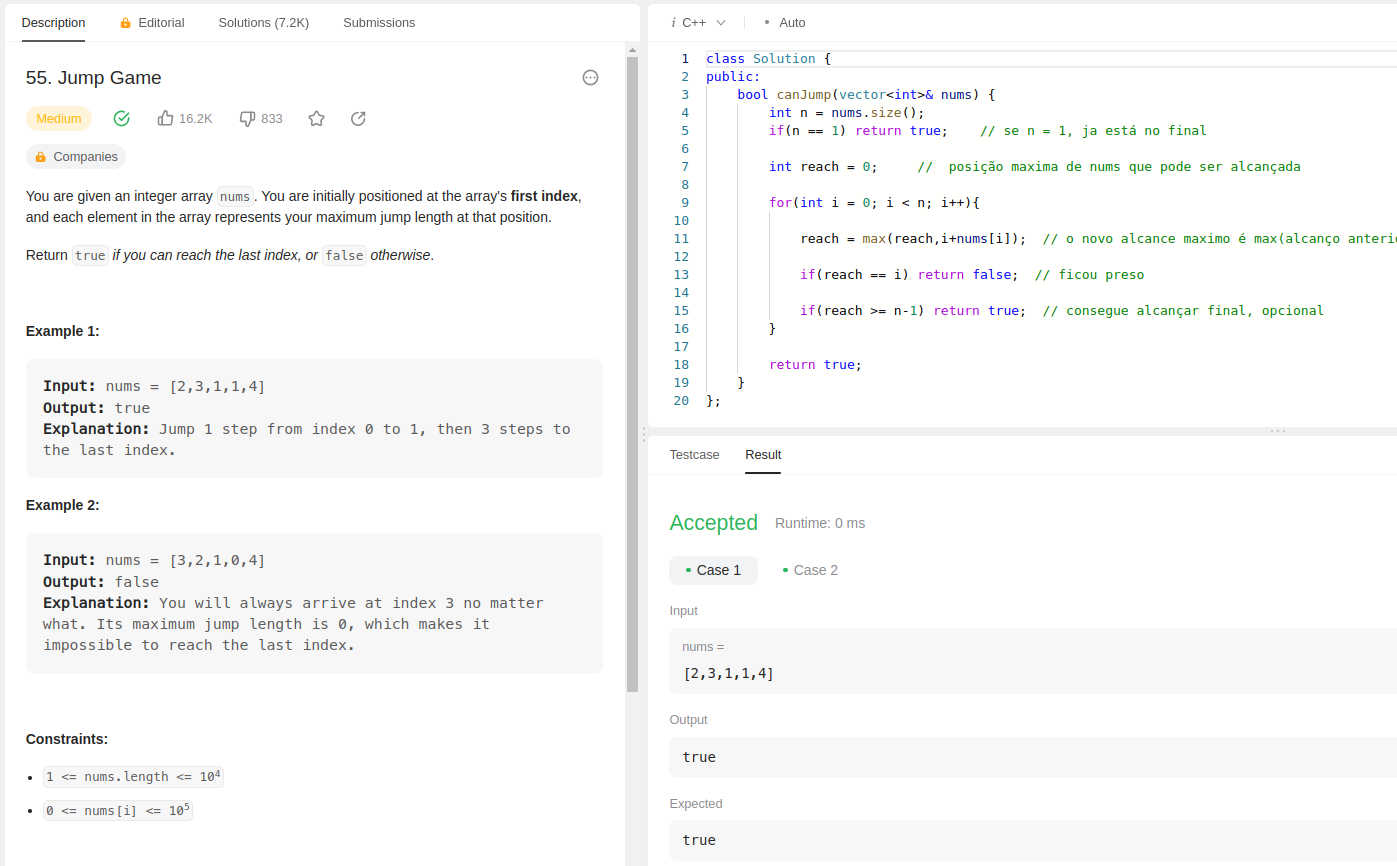 Description Editorial Solutions (7.2K) Submissions
55. Jump Game
Medium 16.2K 833
Companies
You are given an integer array nums. You are initially positioned at the array's first index,
and each element in the array represents your maximum jump length at that position.
Return true if you can reach the last index, or false otherwise.
Example 1:
Input: nums = [2,3,1,1,4]
Output: true
Explanation: Jump 1 step from index 0 to 1, then 3 steps to
the last index.
Example 2:
Input: nums = [3,2,1,0,4]
Output: false
Explanation: You will always arrive at index 3 no matter
what. Its maximum jump length is 0, which makes it
impossible to reach the last index.
Constraints:
• 1 <= nums.length <= 10⁴
• 0 <= nums[i] <= 10⁵
i C++ • Auto
1 class Solution {
2 public:
3     bool canJump(vector<int>& nums) {
4         int n = nums.size();
5         if(n == 1) return true;    // se n = 1, ja está no final
6
7         int reach = 0;     //  posição maxima de nums que pode ser alcançada
8
9         for(int i = 0; i < n; i++){
10
11             reach = max(reach,i+nums[i]);  // o novo alcance maximo é max(alcanço anteri
12
13             if(reach == i) return false;  // ficou preso
14
15             if(reach >= n-1) return true;  // consegue alcançar final, opcional
16         }
17
18         return true;
19     }
20 };
Testcase Result
Accepted Runtime: 0 ms
• Case 1 • Case 2
Input
nums =
[2,3,1,1,4]
Output
true
Expected
true